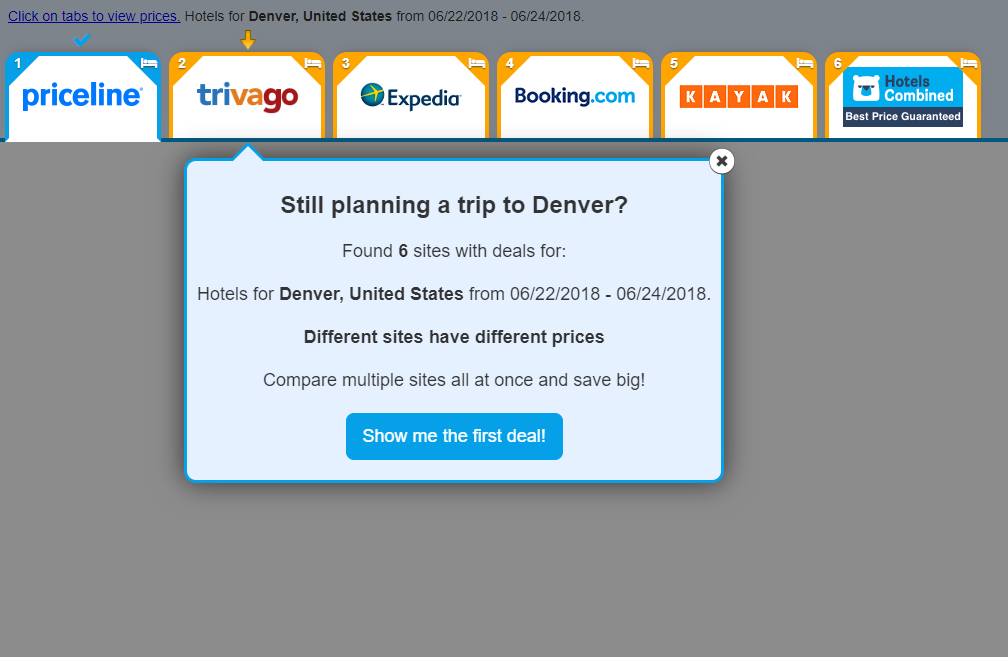 Click on tabs to view prices. Hotels for Denver, United States from 06/22/2018 - 06/24/2018.
1
priceline®
2
trivago
3
Expedia
4
Booking.com
5
KAYAK
6
Hotels
Combined
Best Price Guaranteed
Still planning a trip to Denver?
Found 6 sites with deals for:
Hotels for Denver, United States from 06/22/2018 - 06/24/2018.
Different sites have different prices
Compare multiple sites all at once and save big!
Show me the first deal!